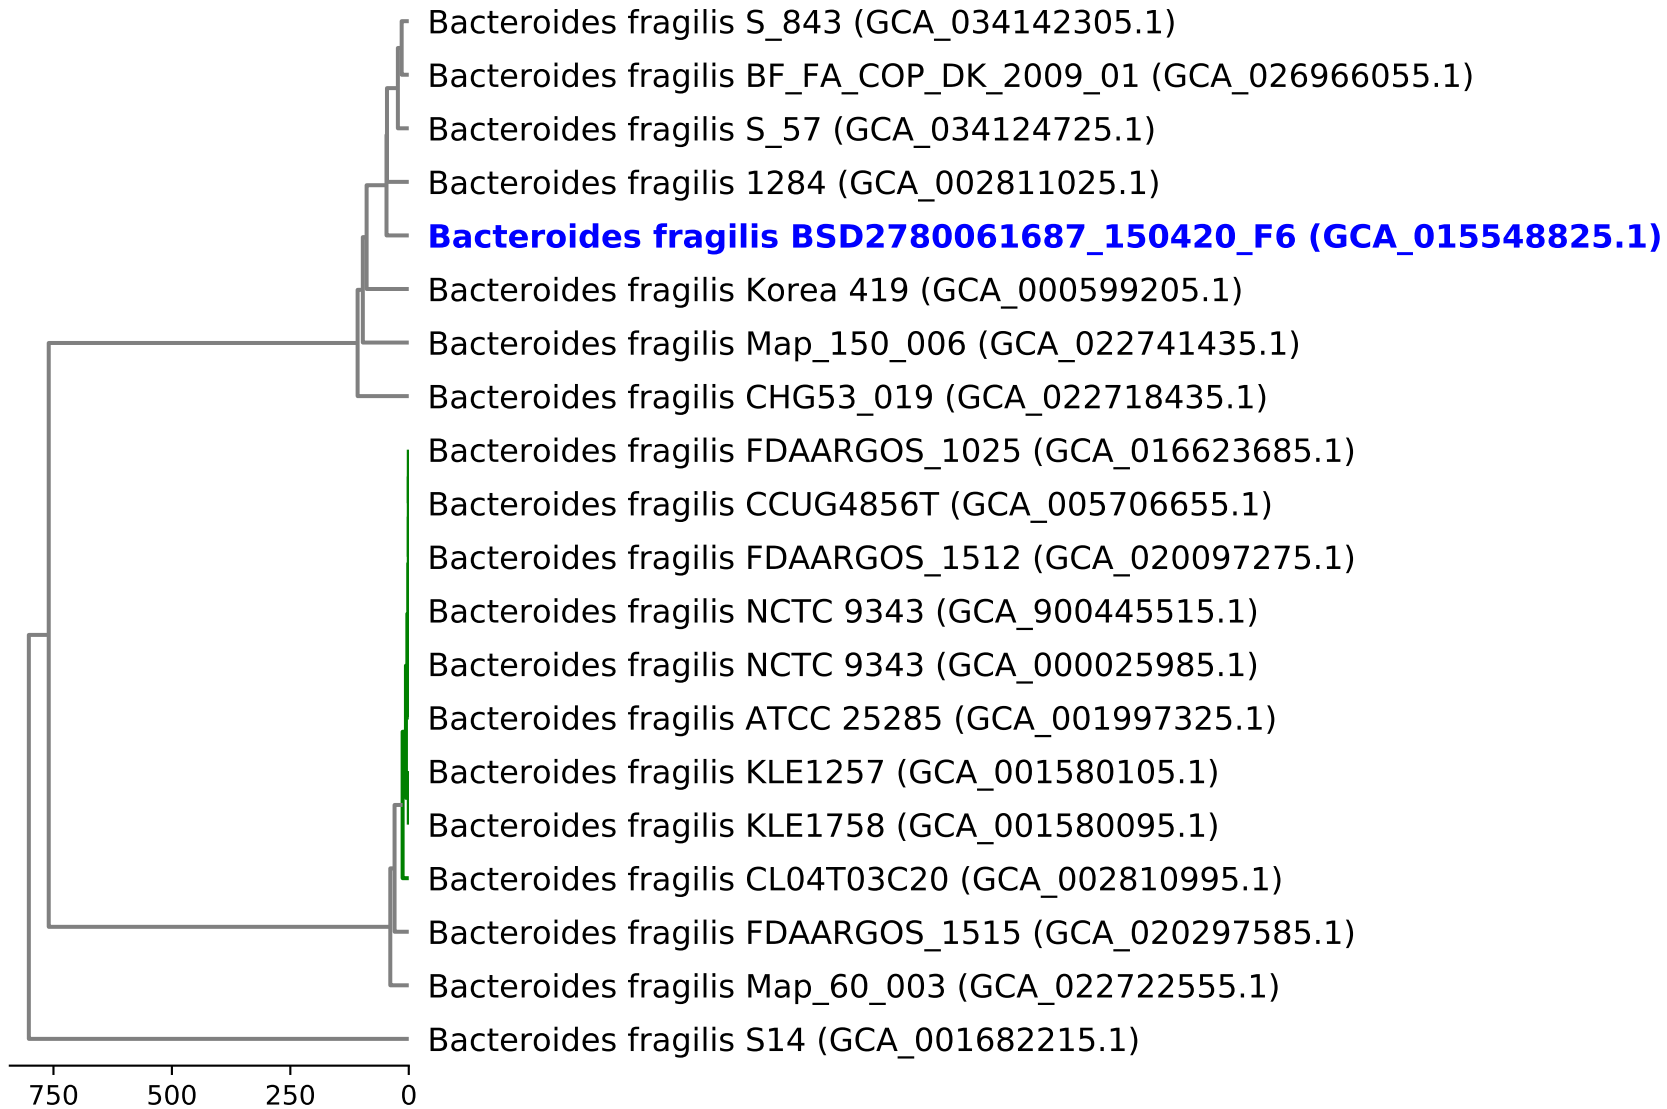 Bacteroides fragilis S_843 (GCA_034142305.1)
Bacteroides fragilis BF_FA_COP_DK_2009_01 (GCA_026966055.1)
Bacteroides fragilis S_57 (GCA_034124725.1)
Bacteroides fragilis 1284 (GCA_002811025.1)
Bacteroides fragilis BSD2780061687_150420_F6 (GCA_015548825.1)
Bacteroides fragilis Korea 419 (GCA_000599205.1)
Bacteroides fragilis Map_150_006 (GCA_022741435.1)
Bacteroides fragilis CHG53_019 (GCA_022718435.1)
Bacteroides fragilis FDAARGOS_1025 (GCA_016623685.1)
Bacteroides fragilis CCUG4856T (GCA_005706655.1)
Bacteroides fragilis FDAARGOS_1512 (GCA_020097275.1)
Bacteroides fragilis NCTC 9343 (GCA_900445515.1)
Bacteroides fragilis NCTC 9343 (GCA_000025985.1)
Bacteroides fragilis ATCC 25285 (GCA_001997325.1)
Bacteroides fragilis KLE1257 (GCA_001580105.1)
Bacteroides fragilis KLE1758 (GCA_001580095.1)
Bacteroides fragilis CL04T03C20 (GCA_002810995.1)
Bacteroides fragilis FDAARGOS_1515 (GCA_020297585.1)
Bacteroides fragilis Map_60_003 (GCA_022722555.1)
Bacteroides fragilis S14 (GCA_001682215.1)
750 500 250 0